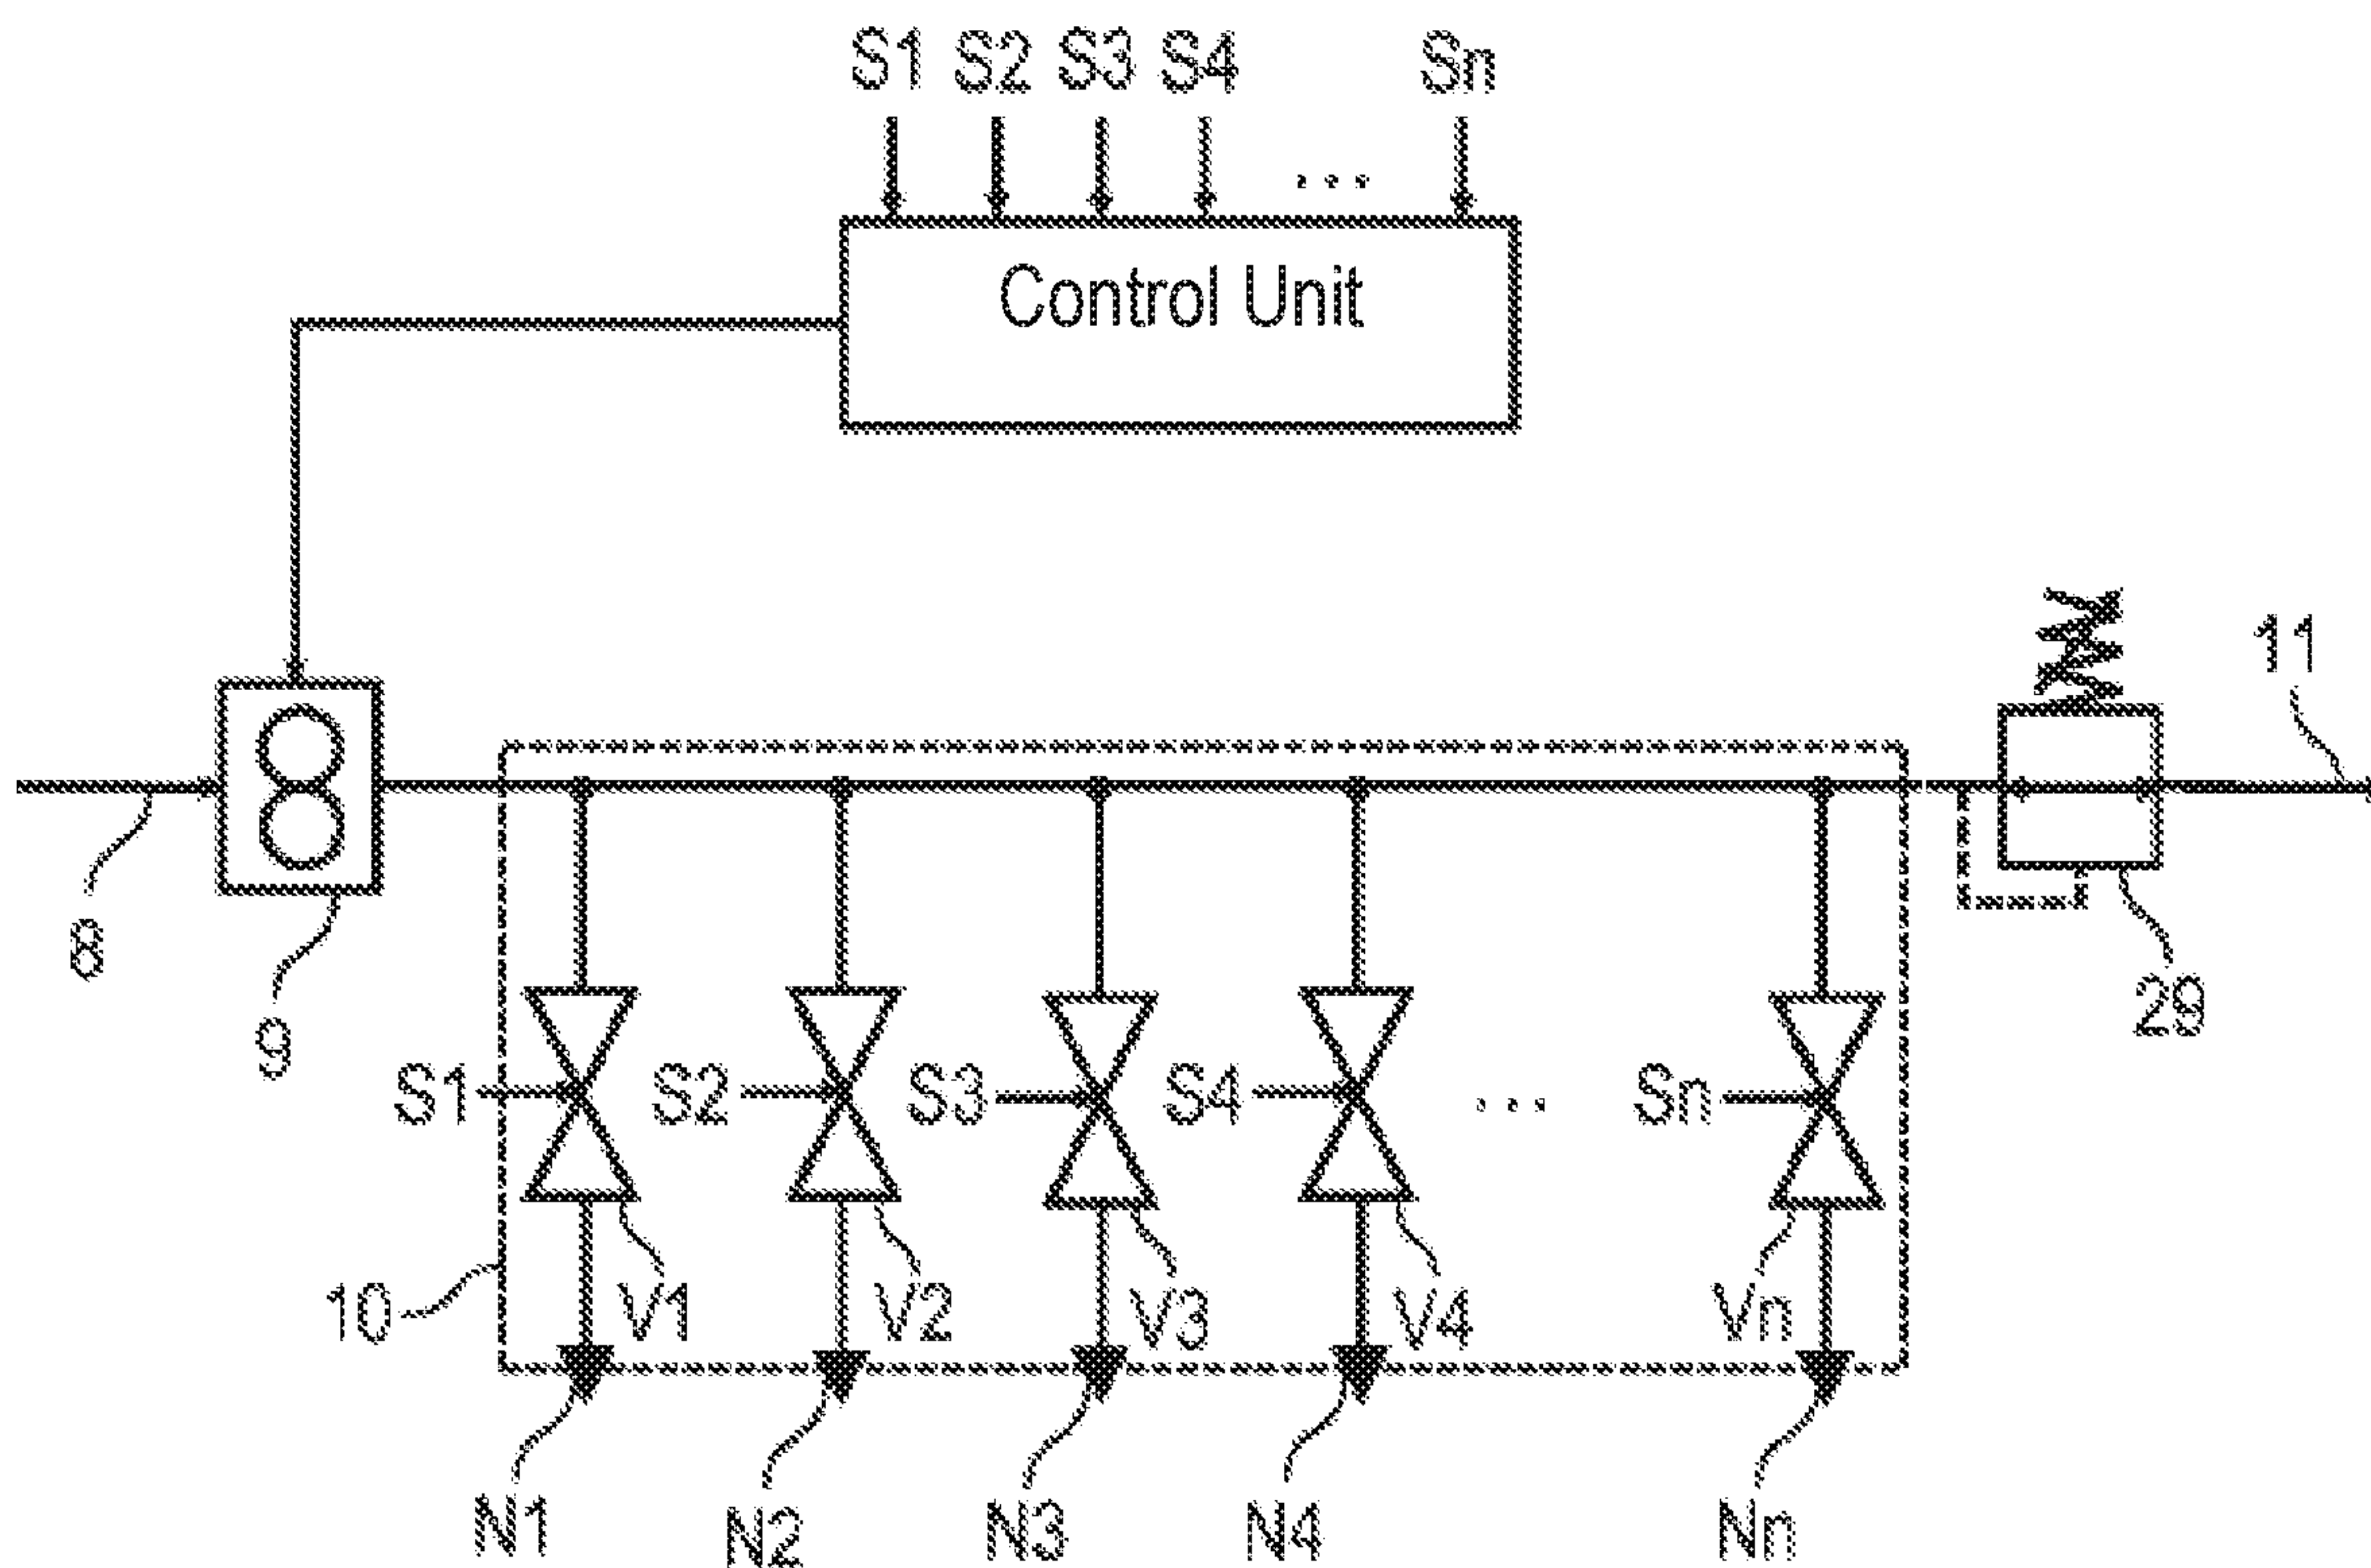 S1 S2 S3 S4 ... Sn
Control Unit
11
8
9
29
S1 S2 S3 S4 ... Sn
10 V1 V2 V3 V4 Vn
N1 N2 N3 N4 Nn